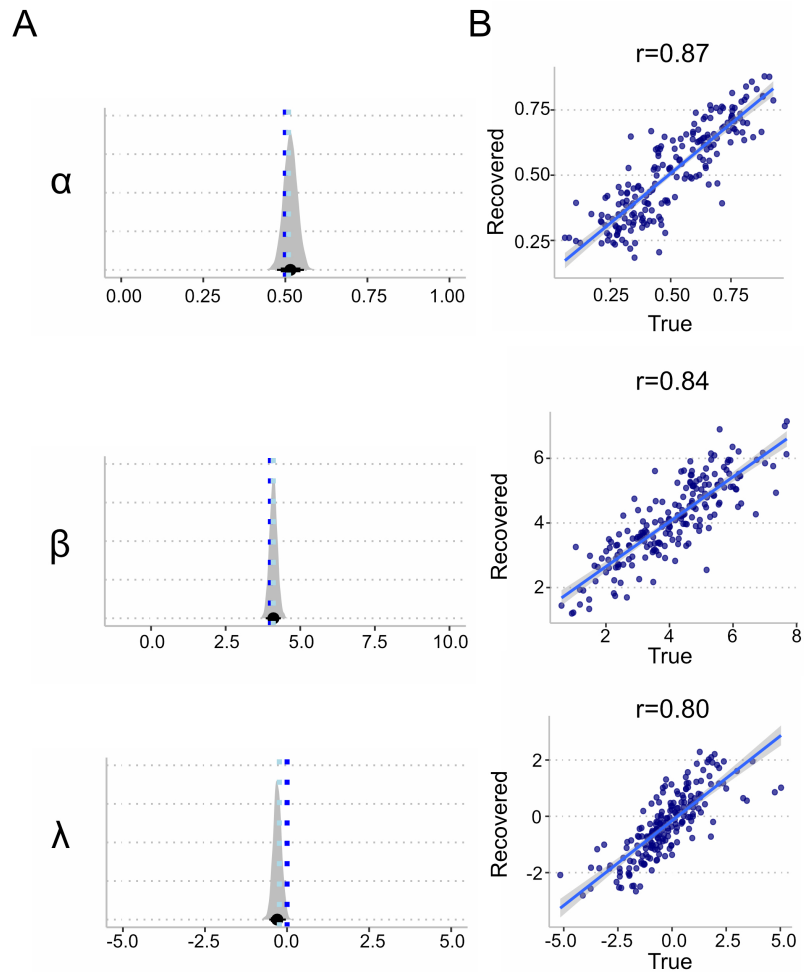 A
B
r=0.87
α
0.00 0.25 0.50 0.75 1.00
Recovered
0.75
0.50
0.25
0.25 0.50 0.75
True
r=0.84
β
0.0 2.5 5.0 7.5 10.0
Recovered
6
4
2
2 4 6 8
True
r=0.80
λ
-5.0 -2.5 0.0 2.5 5.0
Recovered
2
0
-2
-5.0 -2.5 0.0 2.5 5.0
True